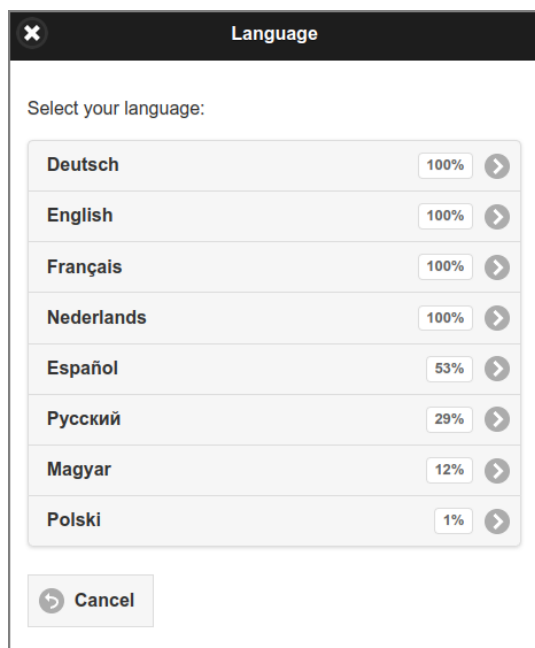 Language
Select your language:
Deutsch 100%
English 100%
Français 100%
Nederlands 100%
Español 53%
Русский 29%
Magyar 12%
Polski 1%
Cancel